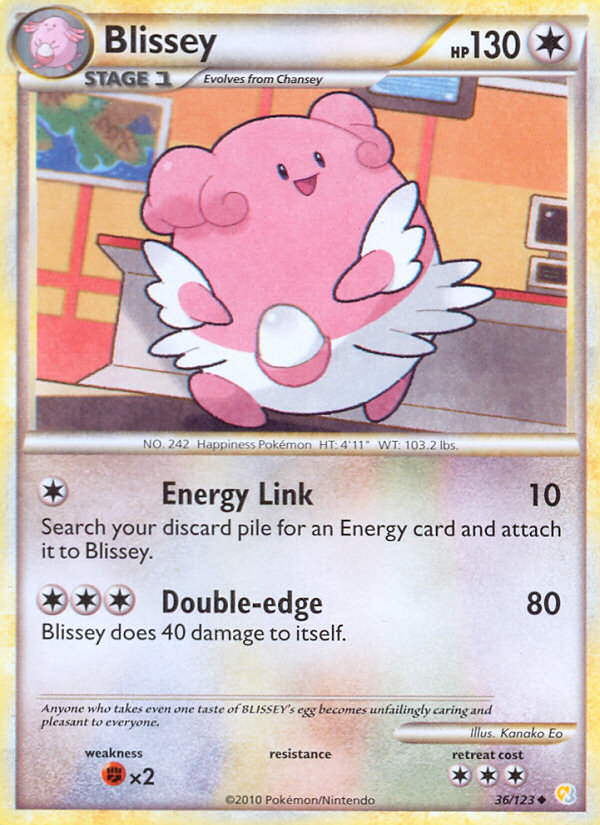 Blissey
HP 130
STAGE 1
Evolves from Chansey
NO. 242 Happiness Pokémon HT: 4'11" WT: 103.2 lbs.
Energy Link 10
Search your discard pile for an Energy card and attach
it to Blissey.
Double-edge 80
Blissey does 40 damage to itself.
Anyone who takes even one taste of BLISSEY's egg becomes unfailingly caring and
pleasant to everyone.
Illus. Kanako Eo
weakness resistance retreat cost
×2
©2010 Pokémon/Nintendo 36/123